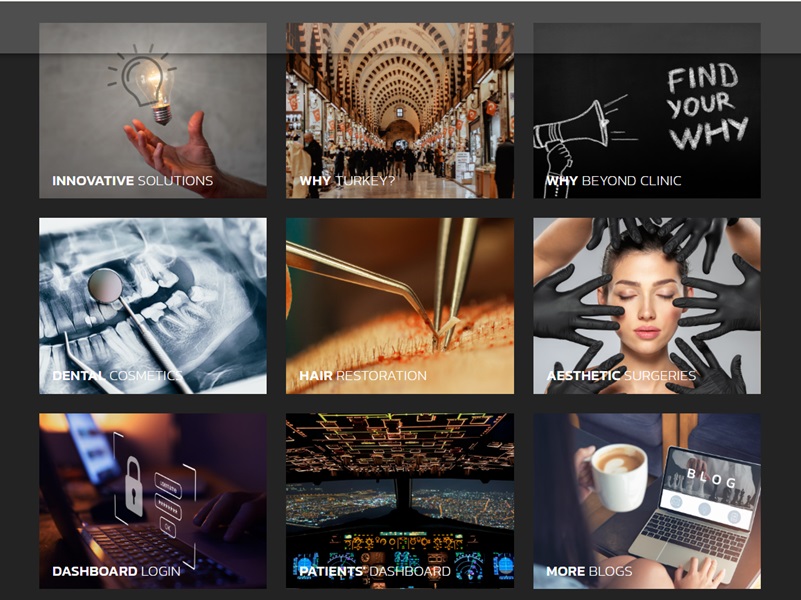 FIND
YOUR
WHY
INNOVATIVE SOLUTIONS
WHY TURKEY?
WHY BEYOND CLINIC
DENTAL COSMETICS
HAIR RESTORATION
AESTHETIC SURGERIES
BLOG
DASHBOARD LOGIN
PATIENTS' DASHBOARD
MORE BLOGS